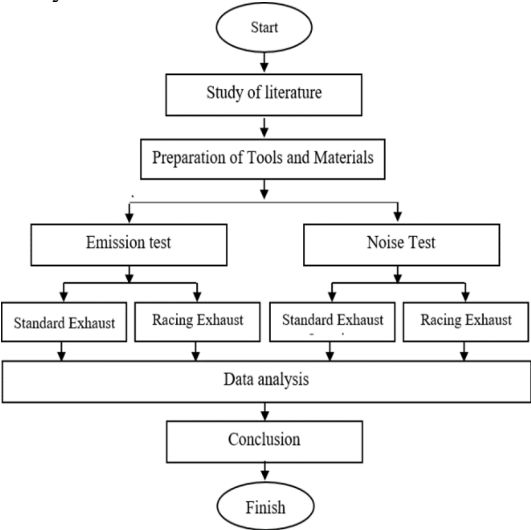 Start
Study of literature
Preparation of Tools and Materials
Emission test
Noise Test
Standard Exhaust
Racing Exhaust
Standard Exhaust
Racing Exhaust
Data analysis
Conclusion
Finish